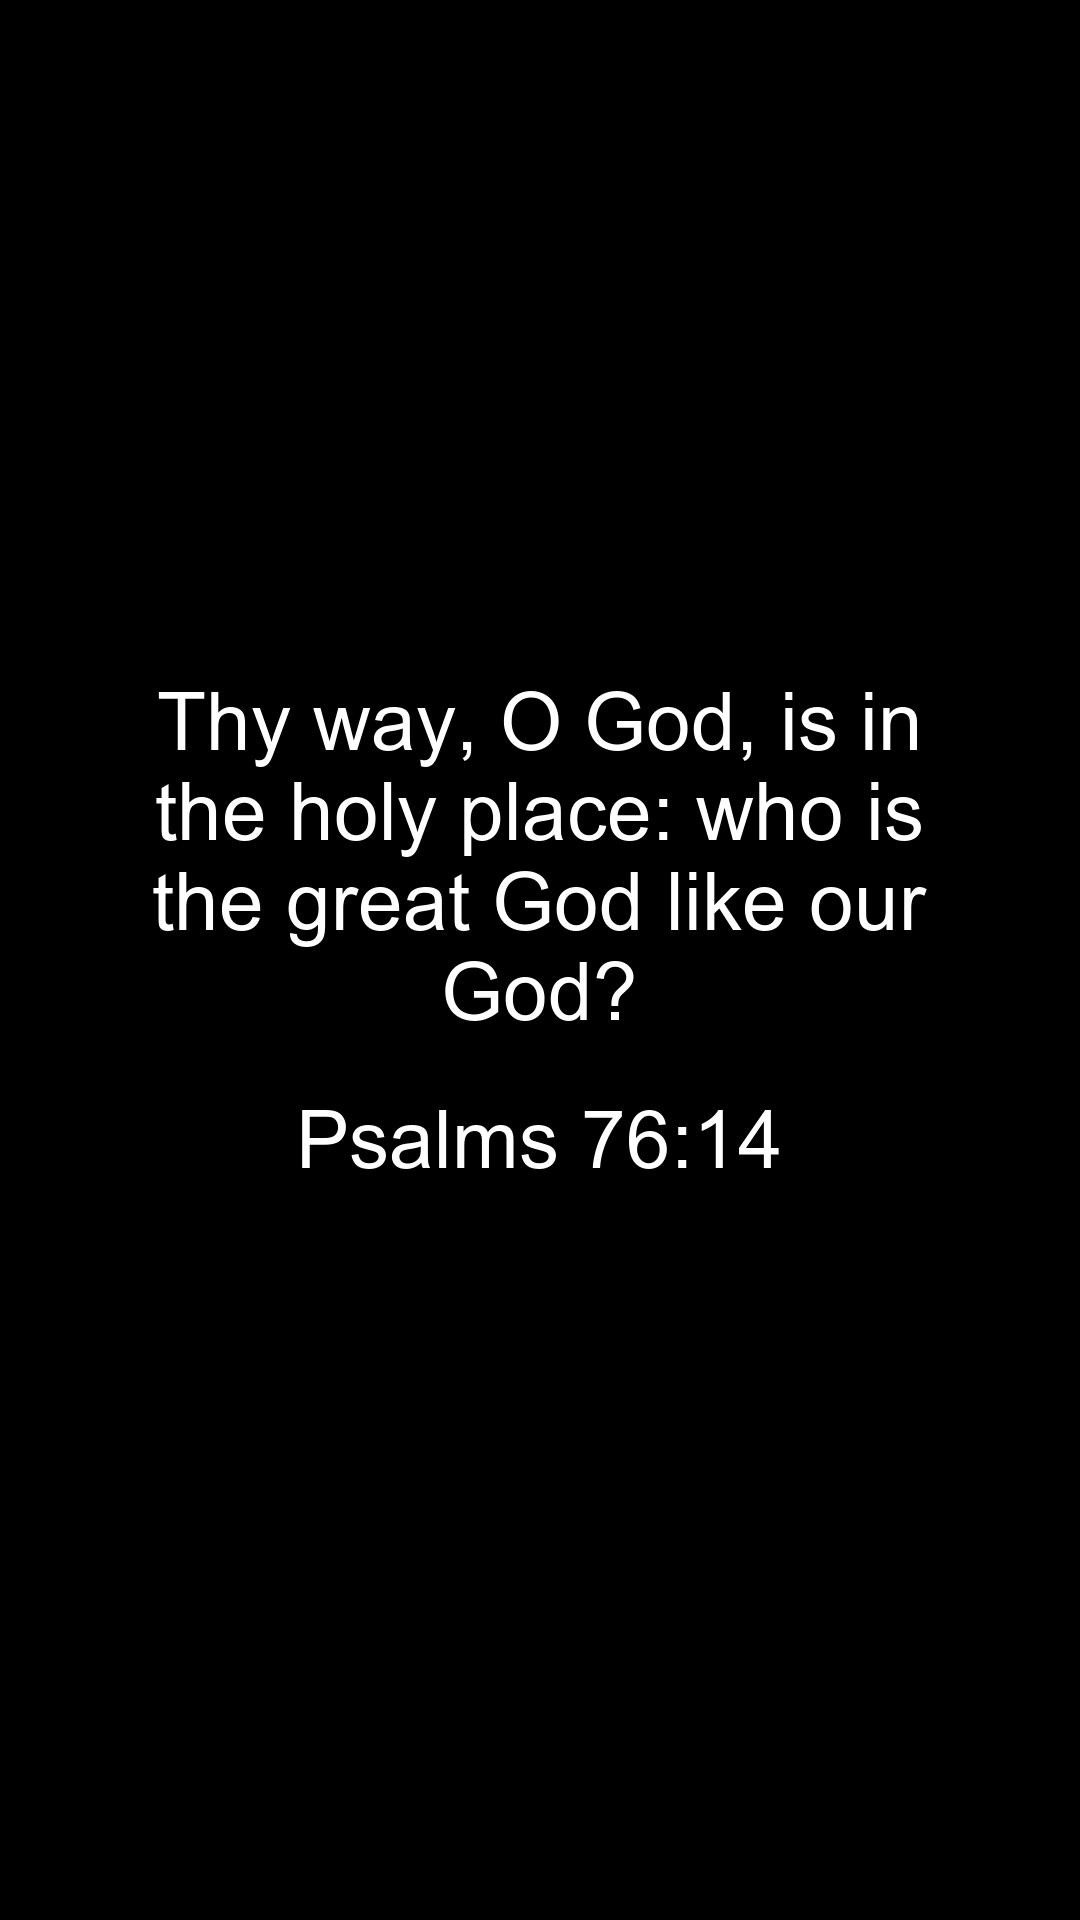 Thy way, O God, is in
the holy place: who is
the great God like our
God?
Psalms 76:14